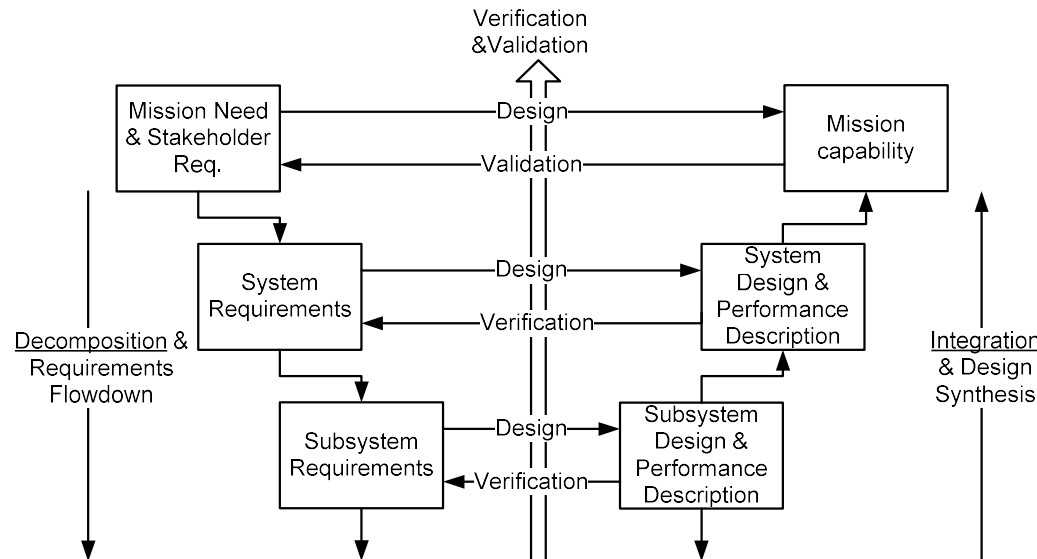 Verification
&Validation
Mission Need
& Stakeholder
Req.
Design
Mission
capability
Validation
System
Requirements
Design
System
Design &
Performance
Description
Verification
Decomposition &
Requirements
Flowdown
Integration
& Design
Synthesis
Subsystem
Requirements
Design
Subsystem
Design &
Performance
Description
Verification